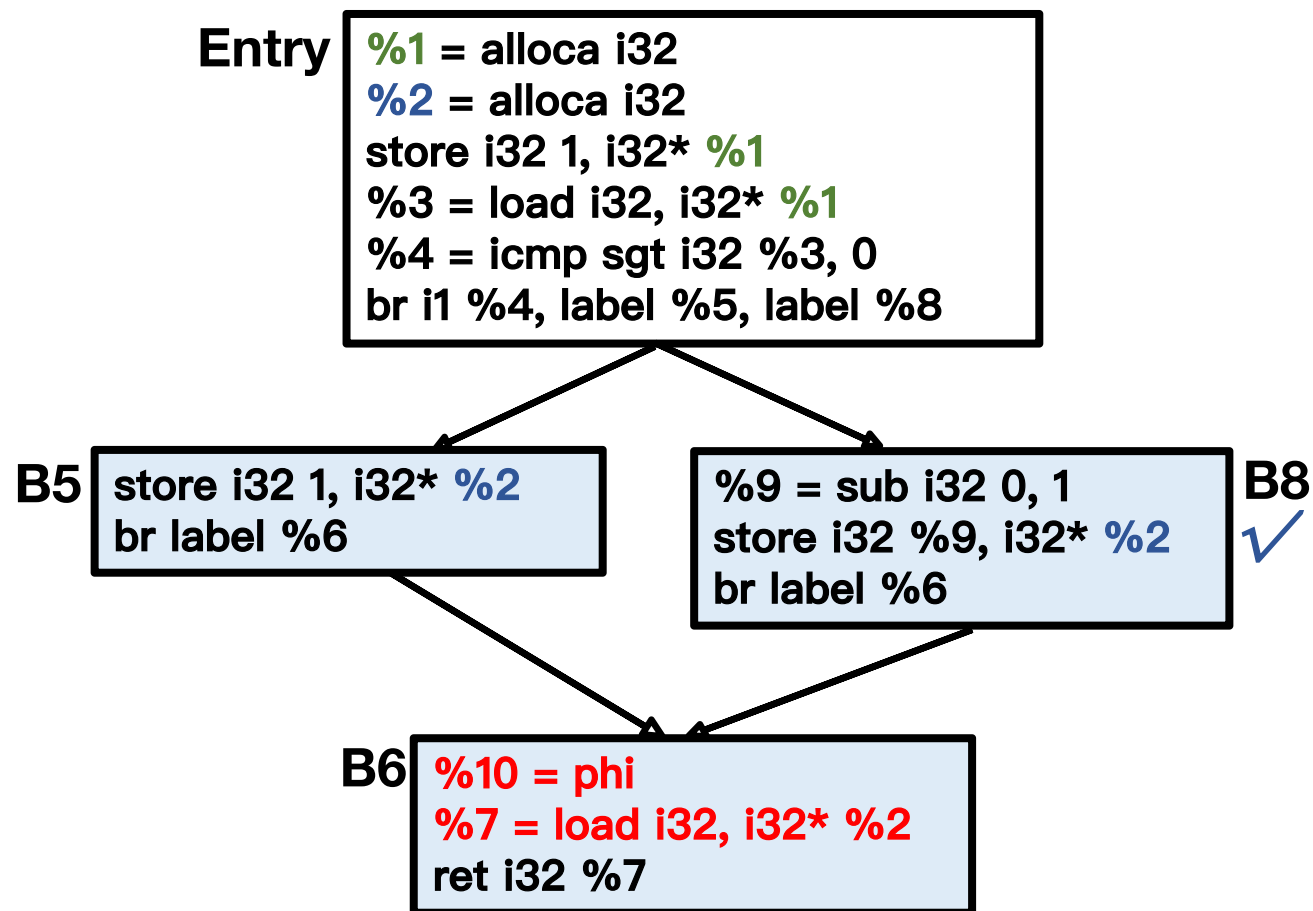 Entry
%1 = alloca i32
%2 = alloca i32
store i32 1, i32* %1
%3 = load i32, i32* %1
%4 = icmp sgt i32 %3, 0
br i1 %4, label %5, label %8
B5
store i32 1, i32* %2
br label %6
B8
%9 = sub i32 0, 1
store i32 %9, i32* %2
br label %6
B6
%10 = phi
%7 = load i32, i32* %2
ret i32 %7